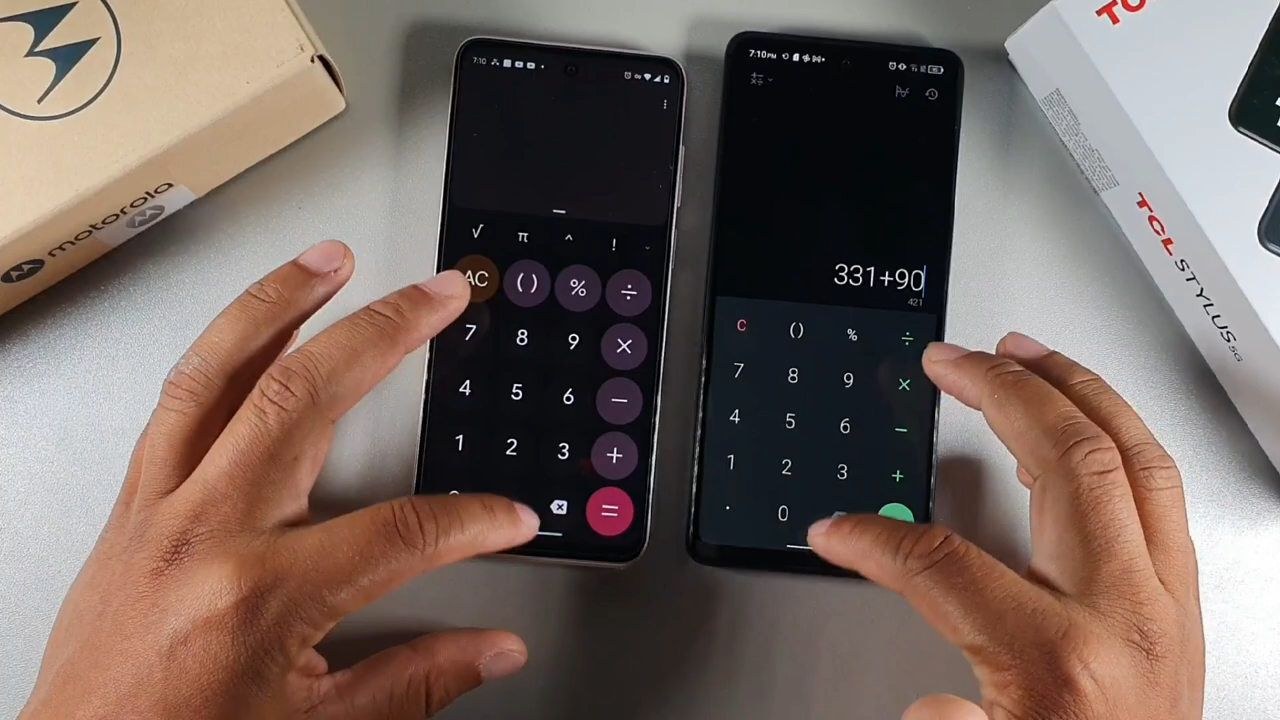 motorola
7:10
√ π ^ !
AC ( ) % ÷
7 8 9 ×
4 5 6 −
1 2 3 +
=
7:10 PM
331+90
421
C () % ÷
7 8 9 ×
4 5 6 −
1 2 3 +
. 0
TCL
TCL STYLUS 5G